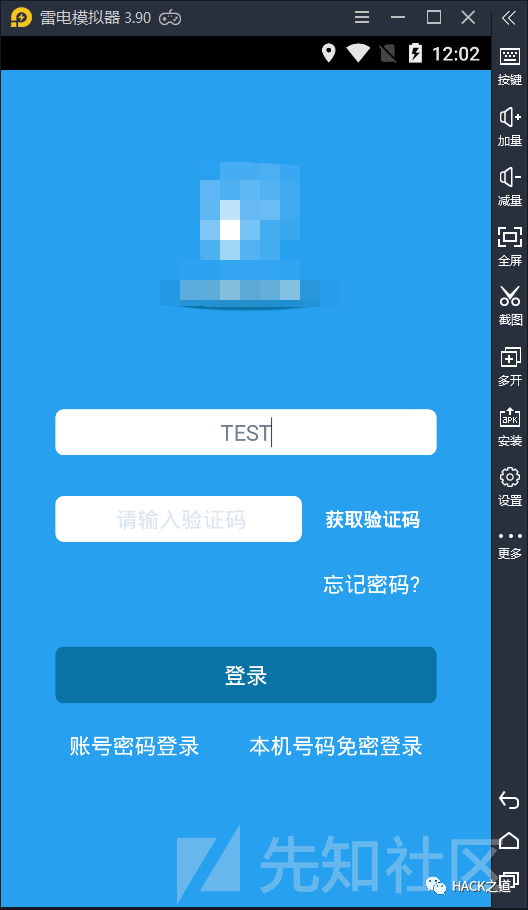 雷电模拟器 3.90
12:02
按键
加量
减量
全屏
截图
多开
APK
安装
设置
更多
TEST
请输入验证码
获取验证码
忘记密码?
登录
账号密码登录
本机号码免密登录
先知社区
HACK之道